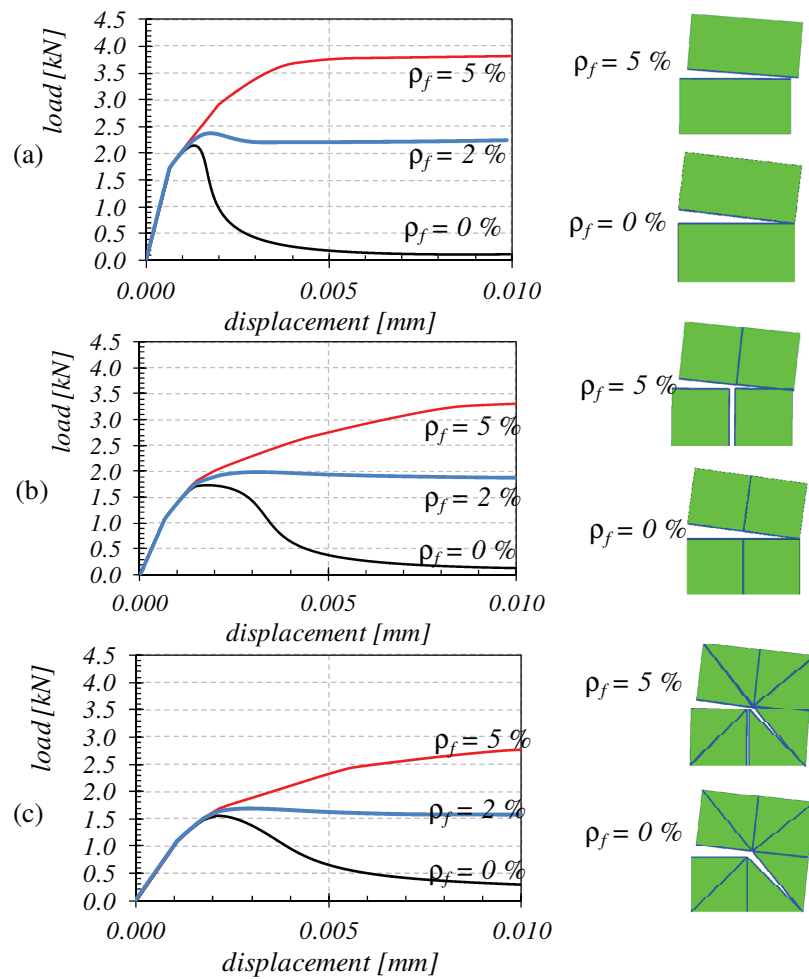 4.5
4.0
3.5
3.0
2.5
2.0
1.5
1.0
0.5
0.0
load [kN]
(a)
ρf = 5 %
ρf = 2 %
ρf = 0 %
0.000 0.005 0.010
displacement [mm]
ρf = 5 %
ρf = 0 %
4.5
4.0
3.5
3.0
2.5
2.0
1.5
1.0
0.5
0.0
load [kN]
(b)
ρf = 5 %
ρf = 2 %
ρf = 0 %
0.000 0.005 0.010
displacement [mm]
ρf = 5 %
ρf = 0 %
4.5
4.0
3.5
3.0
2.5
2.0
1.5
1.0
0.5
0.0
load [kN]
(c)
ρf = 5 %
ρf = 2 %
ρf = 0 %
0.000 0.005 0.010
displacement [mm]
ρf = 5 %
ρf = 0 %